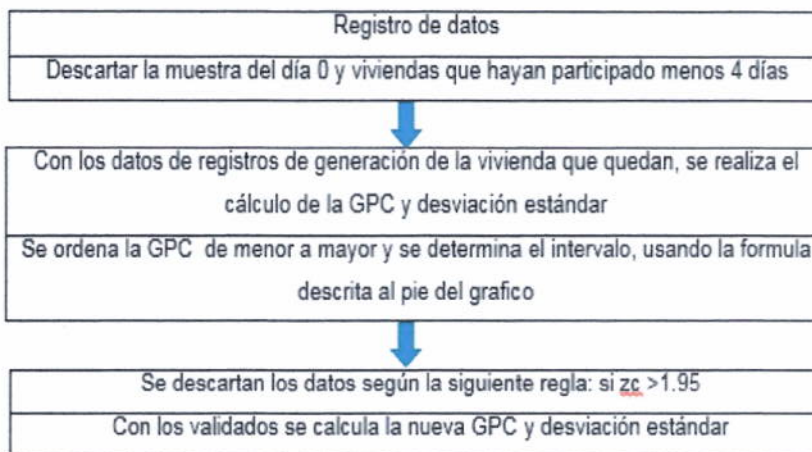 Registro de datos
Descartar la muestra del día 0 y viviendas que hayan participado menos 4 días
Con los datos de registros de generación de la vivienda que quedan, se realiza el
cálculo de la GPC y desviación estándar
Se ordena la GPC de menor a mayor y se determina el intervalo, usando la formula
descrita al pie del grafico
Se descartan los datos según la siguiente regla: si zc >1.95
Con los validados se calcula la nueva GPC y desviación estándar